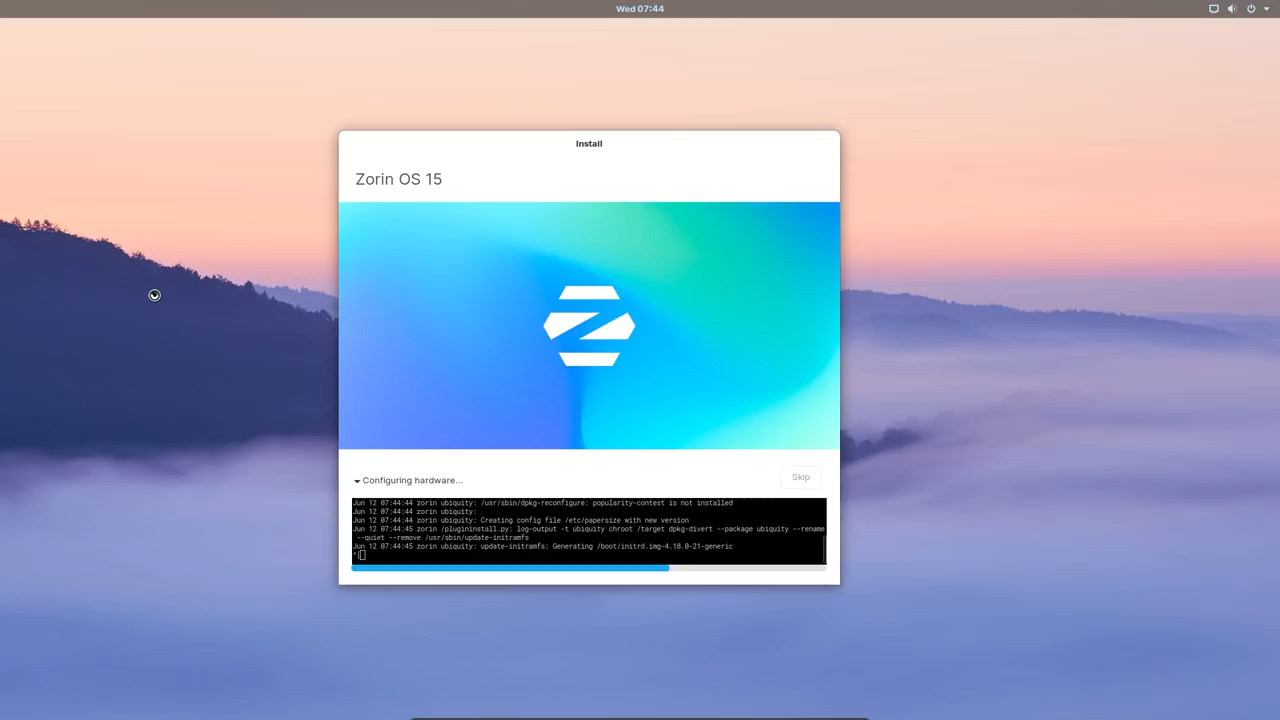 Wed 07:44
Install
Zorin OS 15
Configuring hardware...
Skip
Jun 12 07:44:44 zorin ubiquity: /usr/sbin/dpkg-reconfigure: popularity-contest is not installed
Jun 12 07:44:44 zorin ubiquity:
Jun 12 07:44:44 zorin ubiquity: Creating config file /etc/papersize with new version
Jun 12 07:44:45 zorin /plugininstall.py: log-output -t ubiquity chroot /target dpkg-divert --package ubiquity --rename
--quiet --remove /usr/sbin/update-initramfs
Jun 12 07:44:45 zorin ubiquity: update-initramfs: Generating /boot/initrd.img-4.18.0-21-generic
^[